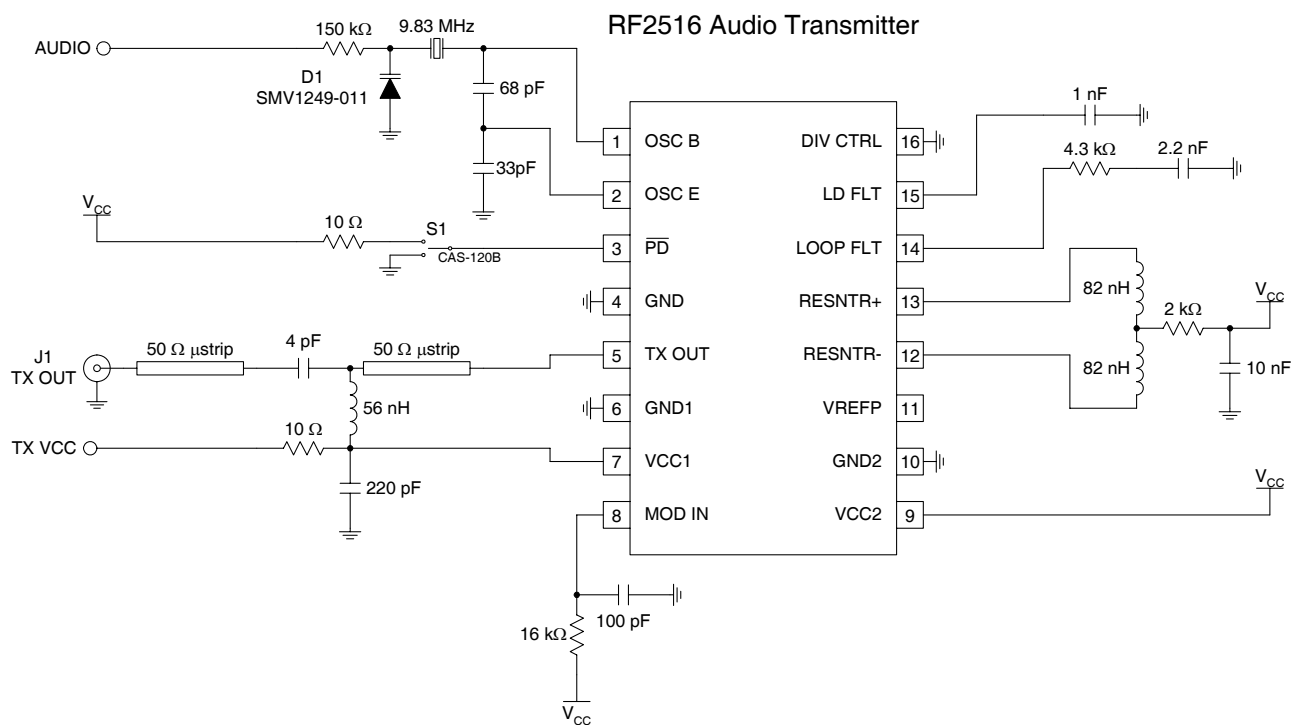 RF2516 Audio Transmitter
AUDIO
150 kΩ
9.83 MHz
D1
SMV1249-011
68 pF
33pF
1 nF
4.3 kΩ
2.2 nF
V_CC
10 Ω
S1
CAS-120B
1 OSC B
2 OSC E
3 P̅D̅
4 GND
5 TX OUT
6 GND1
7 VCC1
8 MOD IN
DIV CTRL 16
LD FLT 15
LOOP FLT 14
RESNTR+ 13
RESNTR- 12
VREFP 11
GND2 10
VCC2 9
82 nH
82 nH
2 kΩ
V_CC
10 nF
J1
TX OUT
50 Ω µstrip
4 pF
50 Ω µstrip
56 nH
TX VCC
10 Ω
220 pF
V_CC
100 pF
16 kΩ
V_CC